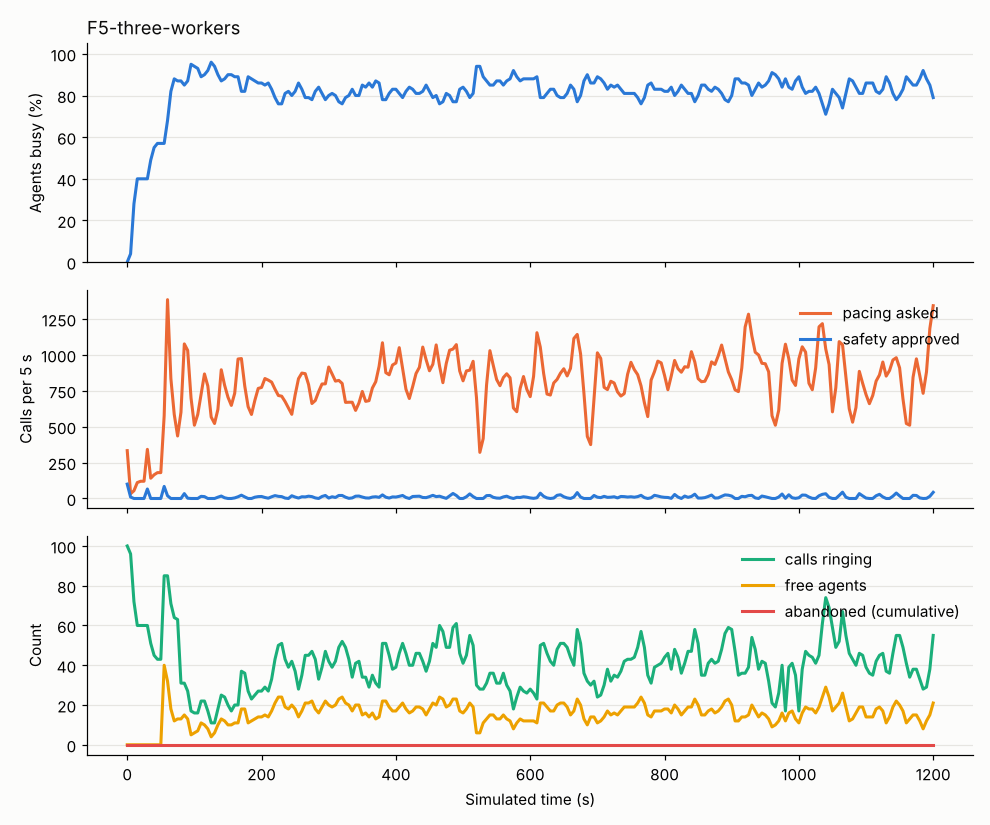 F5-three-workers
100
80
60
40
20
0
Agents busy (%)
1250
1000
750
500
250
0
Calls per 5 s
pacing asked
safety approved
100
80
60
40
20
0
Count
calls ringing
free agents
abandoned (cumulative)
0 200 400 600 800 1000 1200
Simulated time (s)